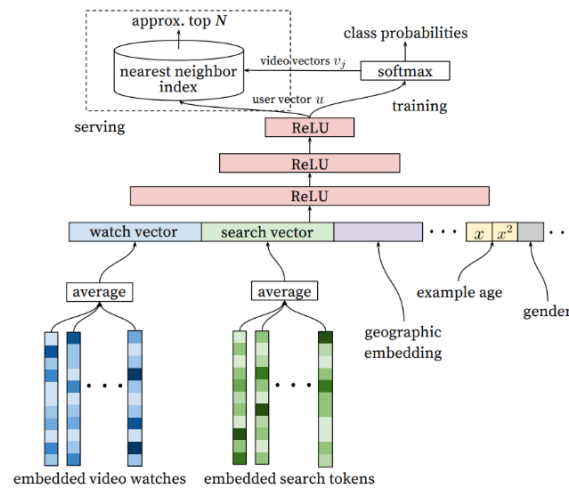 approx. top N
class probabilities
nearest neighbor
index
video vectors v_j
softmax
user vector u
serving
training
ReLU
ReLU
ReLU
watch vector
search vector
x
x²
average
average
example age
gender
geographic
embedding
embedded video watches
embedded search tokens